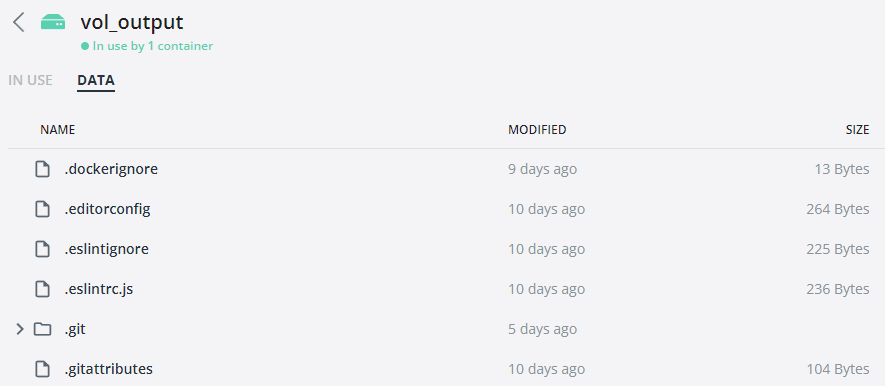 vol_output
In use by 1 container
IN USE DATA
NAME MODIFIED SIZE
.dockerignore 9 days ago 13 Bytes
.editorconfig 10 days ago 264 Bytes
.eslintignore 10 days ago 225 Bytes
.eslintrc.js 10 days ago 236 Bytes
.git 5 days ago
.gitattributes 10 days ago 104 Bytes